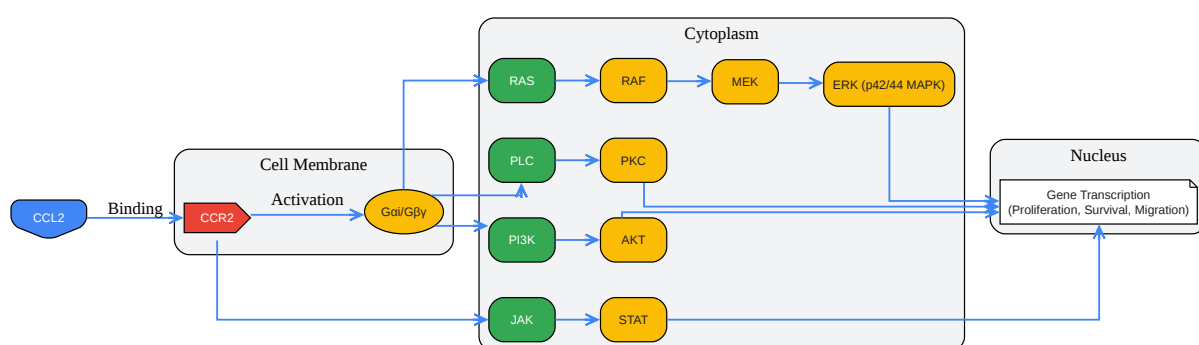 Cytoplasm
RAS
RAF
MEK
ERK (p42/44 MAPK)
PLC
PKC
Cell Membrane
Nucleus
Activation
Binding
CCL2
CCR2
Gαi/Gβγ
Gene Transcription
(Proliferation, Survival, Migration)
PI3K
AKT
JAK
STAT